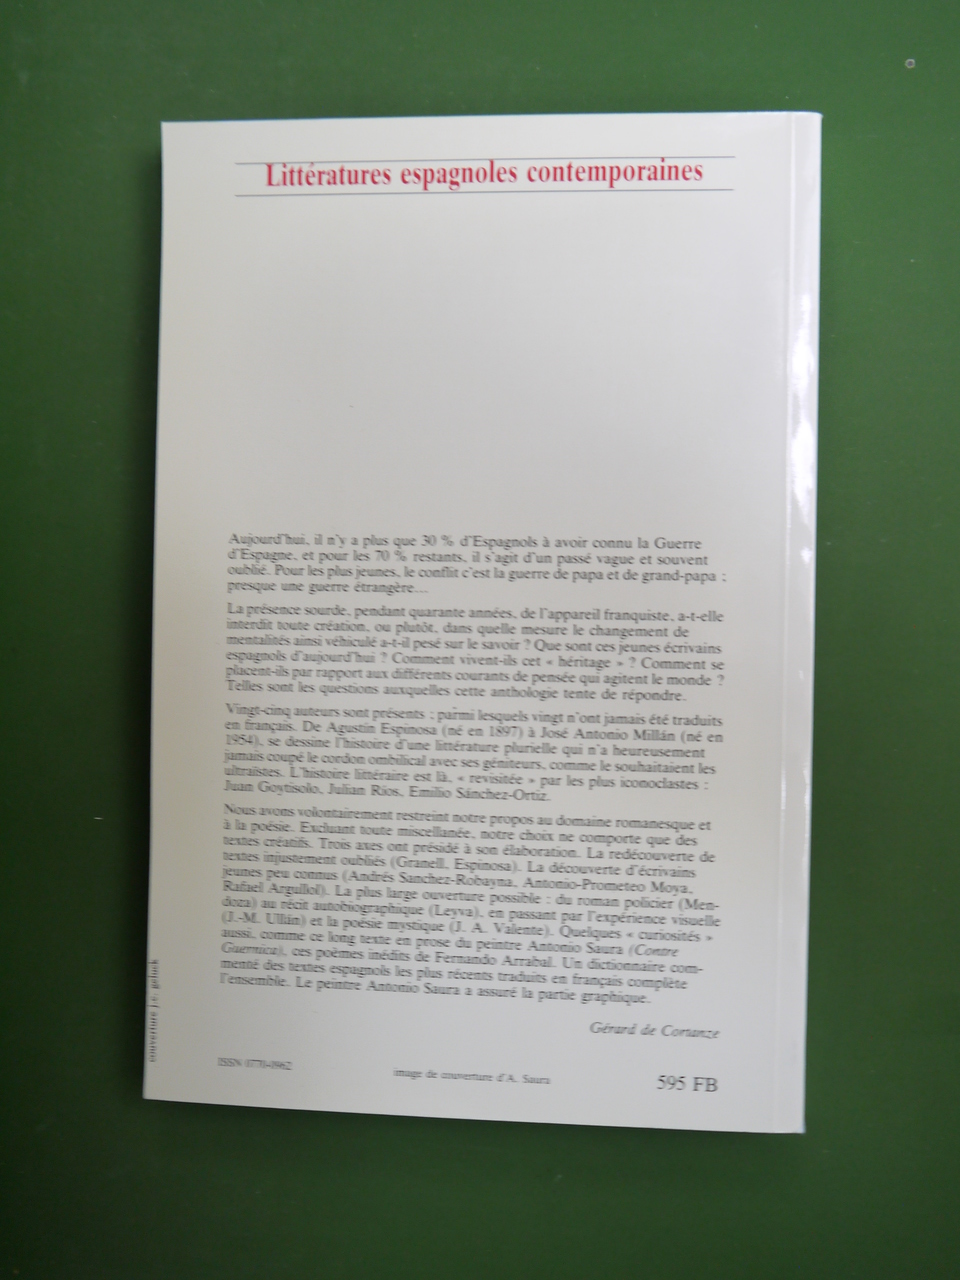 Littératures espagnoles contemporaines
Aujourd'hui, il n'y a plus que 30 % d'Espagnols à avoir connu la Guerre
d'Espagne, et pour les 70 % restants, il s'agit d'un passé vague et souvent
oublié. Pour les plus jeunes, le conflit c'est la guerre de papa et de grand-papa ;
presque une guerre étrangère...
La présence sourde, pendant quarante années, de l'appareil franquiste, a-t-elle
interdit toute création, ou plutôt, dans quelle mesure le changement de
mentalités ainsi véhiculé a-t-il pesé sur le savoir ? Que sont ces jeunes écrivains
espagnols d'aujourd'hui ? Comment vivent-ils cet « héritage » ? Comment se
placent-ils par rapport aux différents courants de pensée qui agitent le monde ?
Telles sont les questions auxquelles cette anthologie tente de répondre.
Vingt-cinq auteurs sont présents ; parmi lesquels vingt n'ont jamais été traduits
en français. De Agustin Espinosa (né en 1897) à José Antonio Millán (né en
1954), se dessine l'histoire d'une littérature plurielle qui n'a heureusement
jamais coupé le cordon ombilical avec ses géniteurs, comme le souhaitaient les
ultraïstes. L'histoire littéraire est là, « revisitée » par les plus iconoclastes :
Juan Goytisolo, Julian Rios, Emilio Sánchez-Ortiz.
Nous avons volontairement restreint notre propos au domaine romanesque et
à la poésie. Excluant toute miscellanée, notre choix ne comporte que des
textes créatifs. Trois axes ont présidé à son élaboration. La redécouverte de
textes injustement oubliés (Granell, Espinosa). La découverte d'écrivains
jeunes peu connus (Andrés Sanchez-Robayna, Antonio-Prometeo Moya,
Rafael Argullol). La plus large ouverture possible : du roman policier (Men-
doza) au récit autobiographique (Leyva), en passant par l'expérience visuelle
(J.-M. Ullán) et la poésie mystique (J. A. Valente). Quelques « curiosités »
aussi, comme ce long texte en prose du peintre Antonio Saura (Contre
Guernica), ces poèmes inédits de Fernando Arrabal. Un dictionnaire com-
menté des textes espagnols les plus récents traduits en français complète
l'ensemble. Le peintre Antonio Saura a assuré la partie graphique.
Gérard de Cortanze
couverture j.c. geluck
ISSN 0770-0962
image de couverture d'A. Saura
595 FB